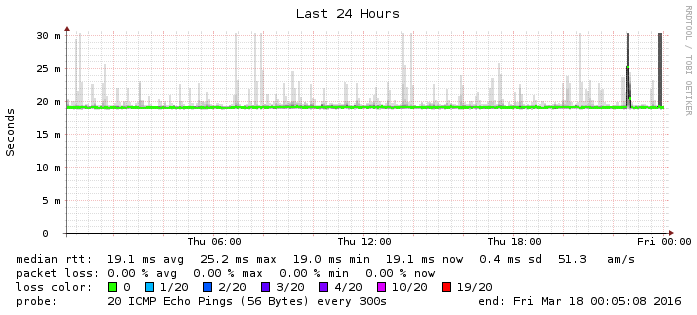 Last 24 Hours
RRDTOOL / TOBI OETIKER
Seconds
30 m
25 m
20 m
15 m
10 m
5 m
0
Thu 06:00 Thu 12:00 Thu 18:00 Fri 00:00
median rtt: 19.1 ms avg 25.2 ms max 19.0 ms min 19.1 ms now 0.4 ms sd 51.3 am/s
packet loss: 0.00 % avg 0.00 % max 0.00 % min 0.00 % now
loss color: 0 1/20 2/20 3/20 4/20 10/20 19/20
probe: 20 ICMP Echo Pings (56 Bytes) every 300s end: Fri Mar 18 00:05:08 2016